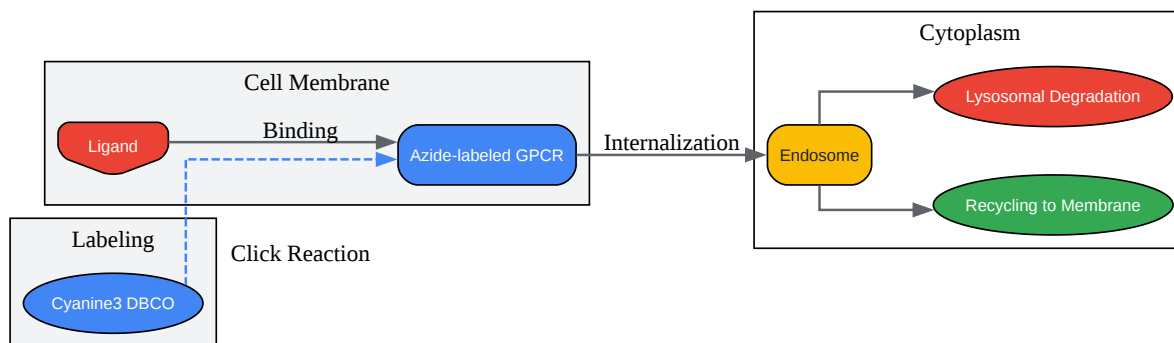 Cell Membrane
Ligand
Binding
Azide-labeled GPCR
Internalization
Cytoplasm
Endosome
Lysosomal Degradation
Recycling to Membrane
Labeling
Click Reaction
Cyanine3 DBCO